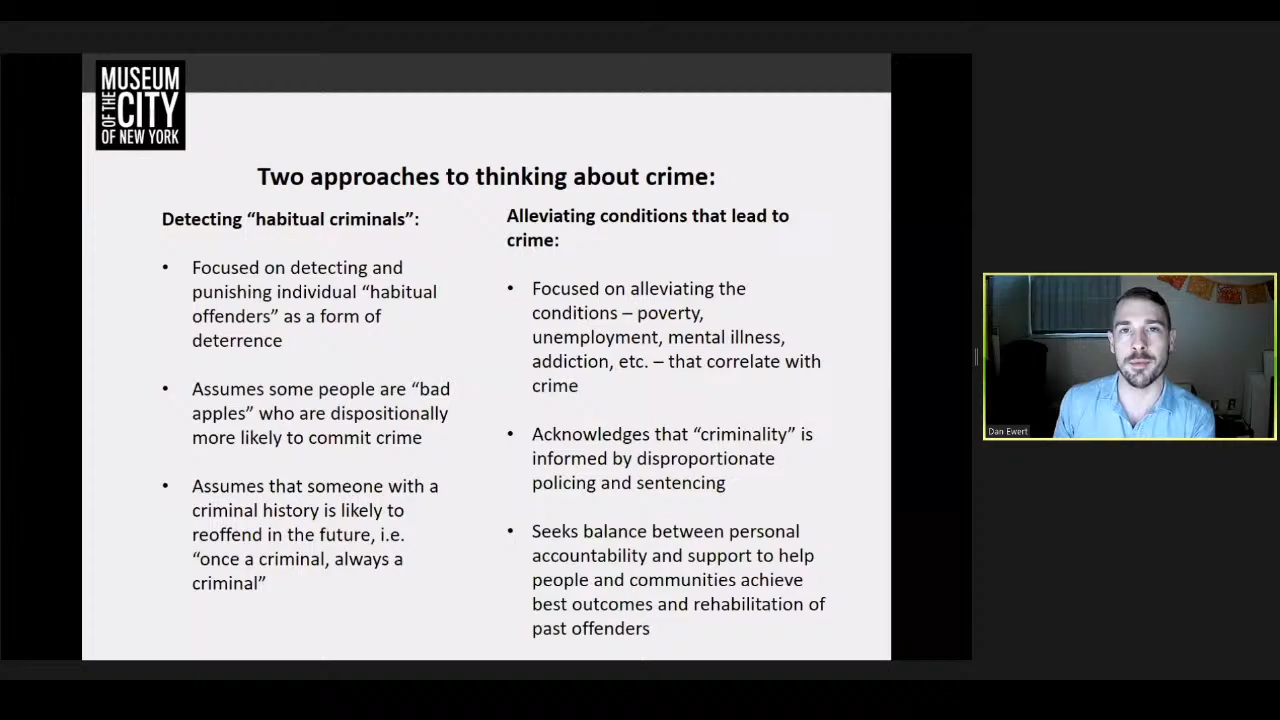 MUSEUM
OF THE
CITY
OF NEW YORK
Two approaches to thinking about crime:
Detecting “habitual criminals”:
• Focused on detecting and
punishing individual “habitual
offenders” as a form of
deterrence
• Assumes some people are “bad
apples” who are dispositionally
more likely to commit crime
• Assumes that someone with a
criminal history is likely to
reoffend in the future, i.e.
“once a criminal, always a
criminal”
Alleviating conditions that lead to
crime:
• Focused on alleviating the
conditions – poverty,
unemployment, mental illness,
addiction, etc. – that correlate with
crime
• Acknowledges that “criminality” is
informed by disproportionate
policing and sentencing
• Seeks balance between personal
accountability and support to help
people and communities achieve
best outcomes and rehabilitation of
past offenders
Dan Ewert